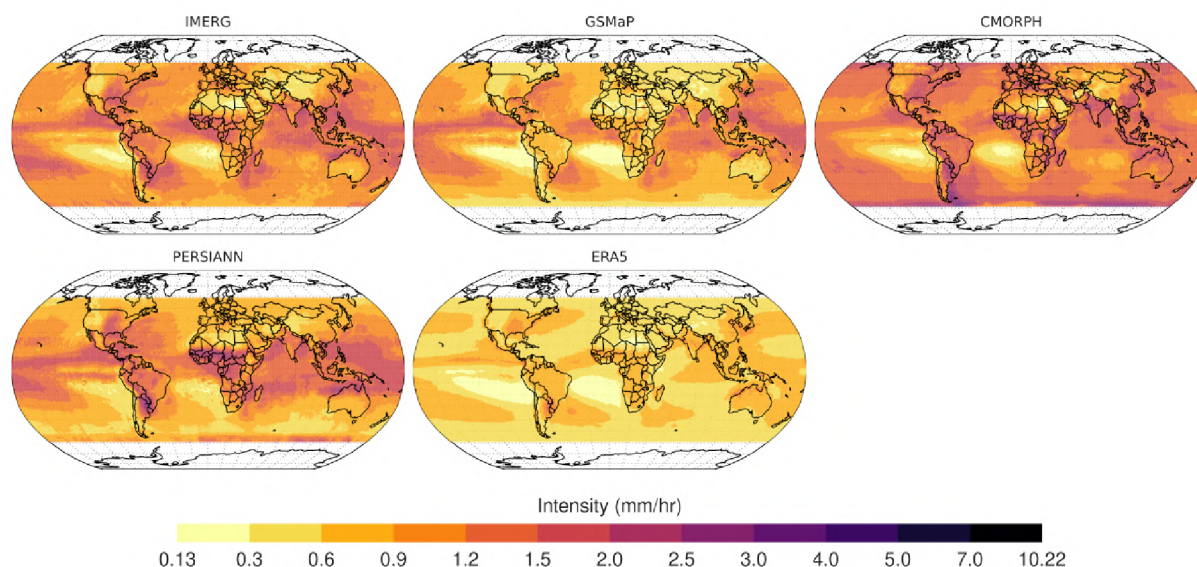 IMERG GSMaP CMORPH
PERSIANN ERA5
Intensity (mm/hr)
0.13 0.3 0.6 0.9 1.2 1.5 2.0 2.5 3.0 4.0 5.0 7.0 10.22